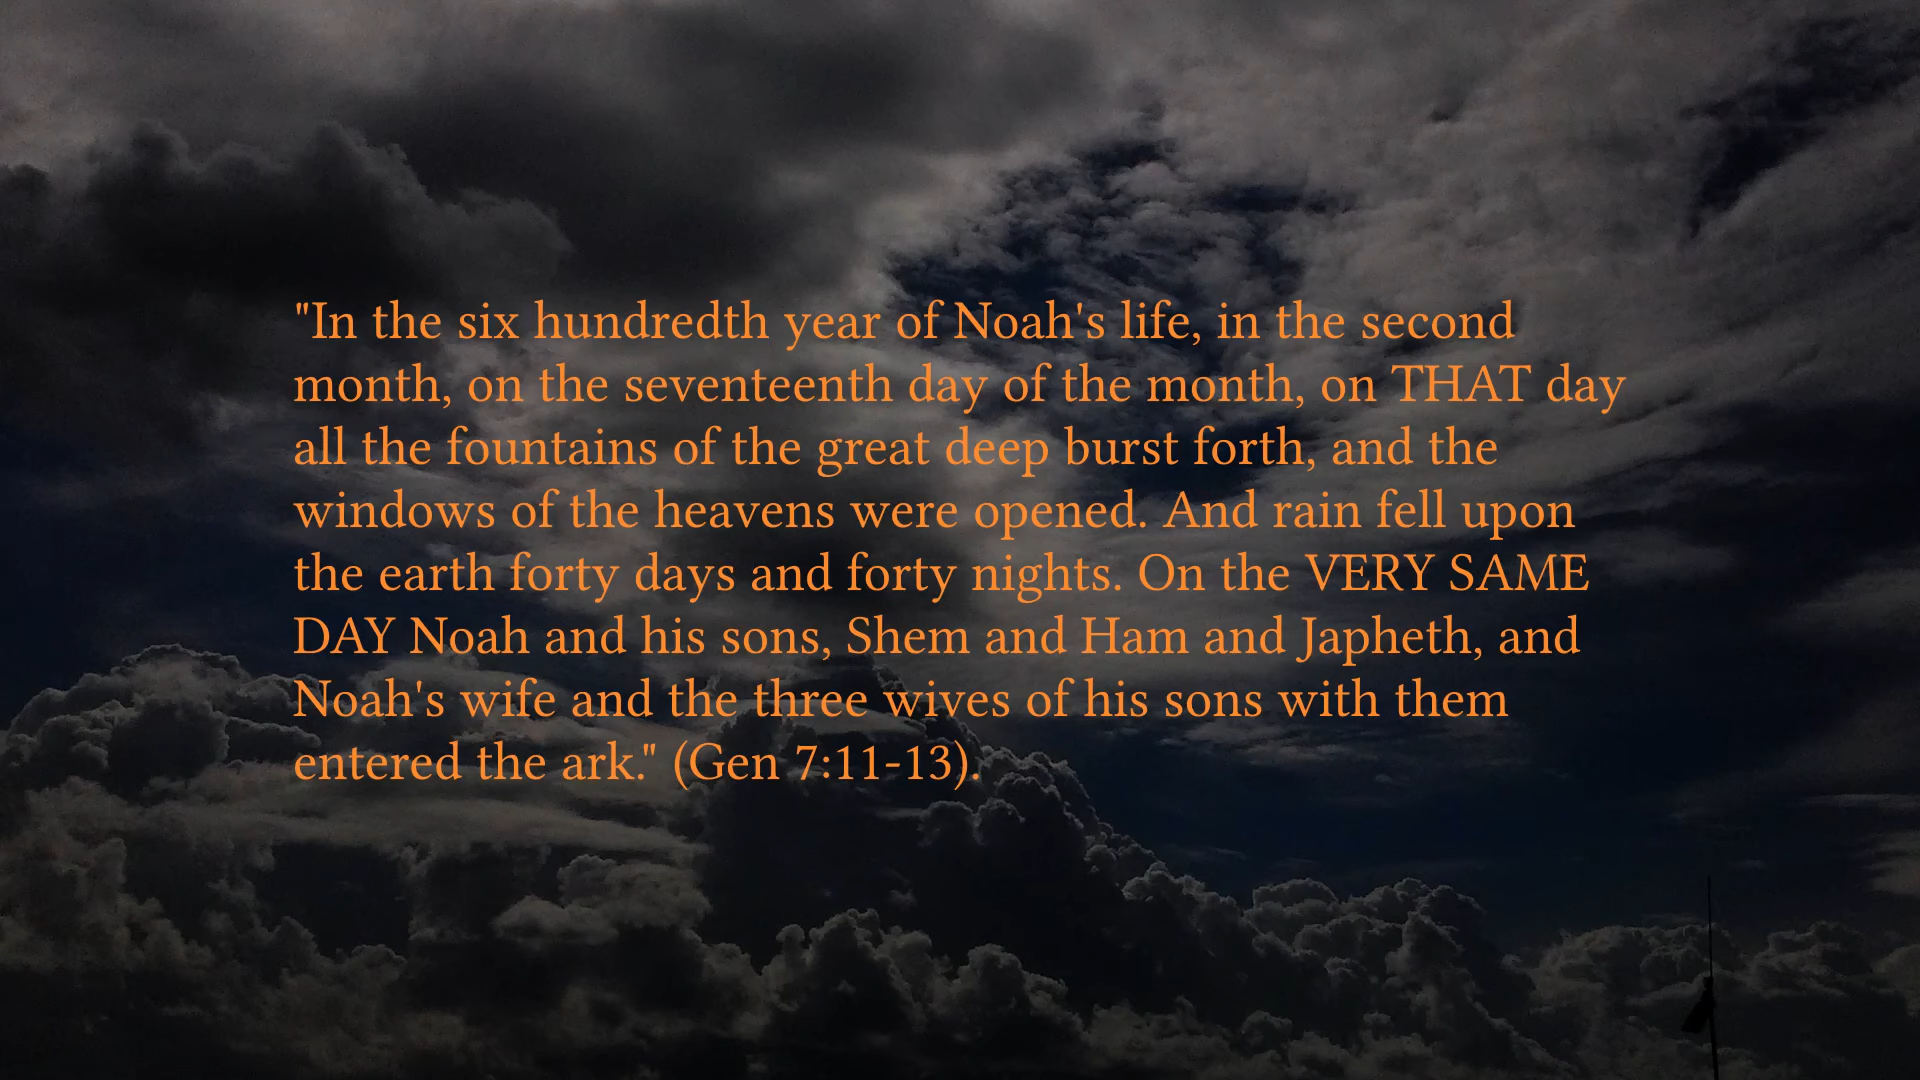 "In the six hundredth year of Noah's life, in the second
month, on the seventeenth day of the month, on THAT day
all the fountains of the great deep burst forth, and the
windows of the heavens were opened. And rain fell upon
the earth forty days and forty nights. On the VERY SAME
DAY Noah and his sons, Shem and Ham and Japheth, and
Noah's wife and the three wives of his sons with them
entered the ark." (Gen 7:11-13).